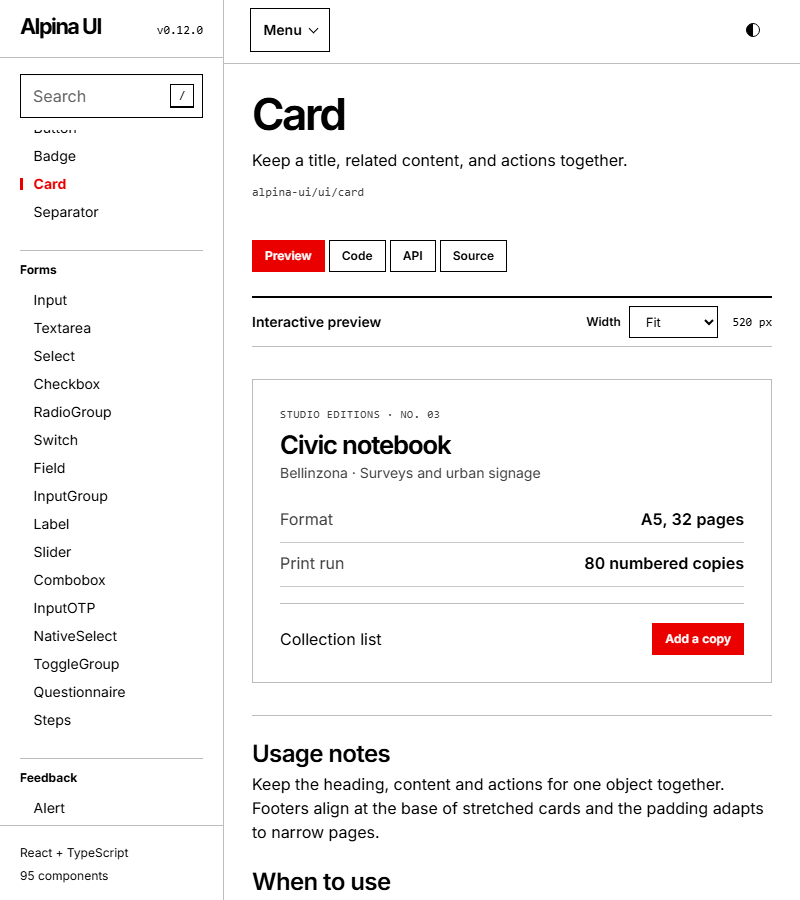 Alpina UI
v0.12.0
Search
/
Button
Badge
Card
Separator
Forms
Input
Textarea
Select
Checkbox
RadioGroup
Switch
Field
InputGroup
Label
Slider
Combobox
InputOTP
NativeSelect
ToggleGroup
Questionnaire
Steps
Feedback
Alert
React + TypeScript
95 components
Menu
Card
Keep a title, related content, and actions together.
alpina-ui/ui/card
Preview Code API Source
Interactive preview
Width Fit 520 px
STUDIO EDITIONS · NO. 03
Civic notebook
Bellinzona · Surveys and urban signage
Format A5, 32 pages
Print run 80 numbered copies
Collection list Add a copy
Usage notes
Keep the heading, content and actions for one object together.
Footers align at the base of stretched cards and the padding adapts
to narrow pages.
When to use